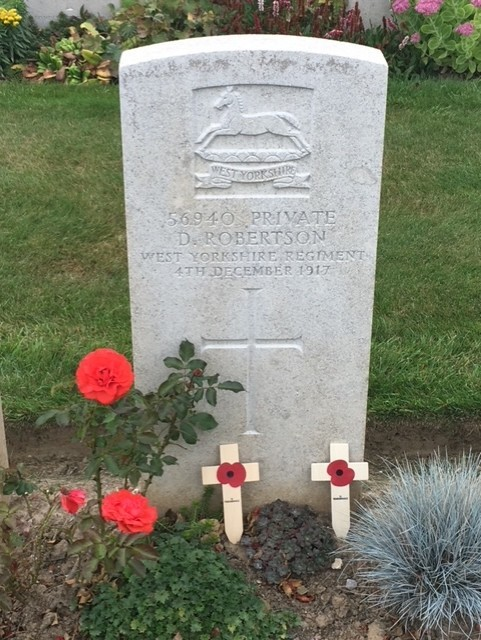 WEST YORKSHIRE
56940 PRIVATE
D. ROBERTSON
WEST YORKSHIRE REGIMENT
4TH DECEMBER 1917